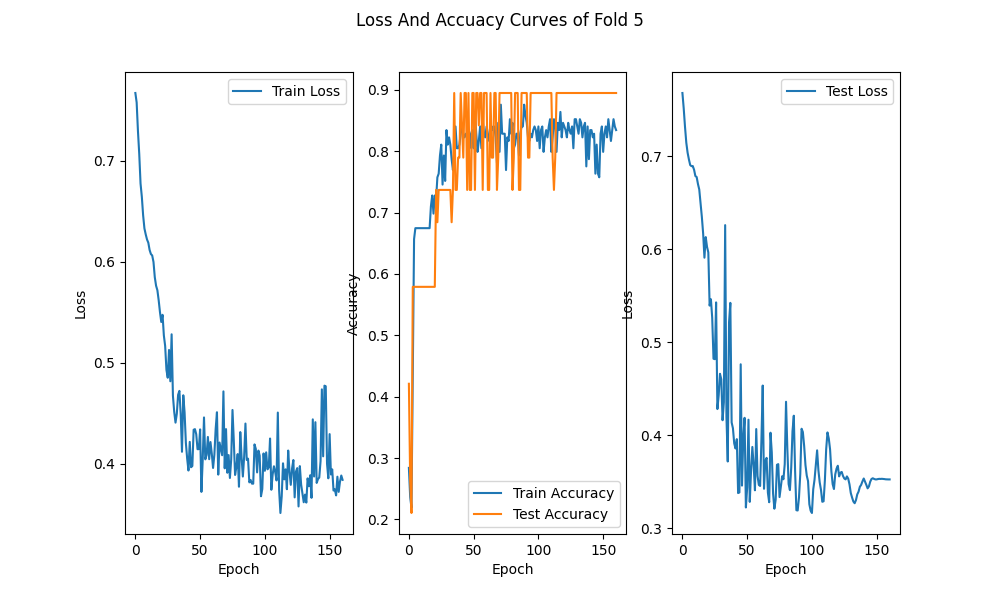 Loss And Accuacy Curves of Fold 5
Train Loss
0.7
0.6
0.5
0.4
Loss
0 50 100 150
Epoch
0.9
0.8
0.7
0.6
0.5
0.4
0.3
0.2
Accuracy
Train Accuracy
Test Accuracy
0 50 100 150
Epoch
Test Loss
0.7
0.6
0.5
0.4
0.3
Loss
0 50 100 150
Epoch